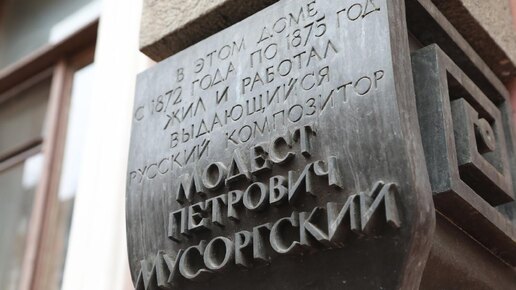 В ЭТОМ ДОМЕ
С 1872 ГОДА ПО 1875 ГОД
ЖИЛ И РАБОТАЛ
ВЫДАЮЩИЙСЯ
РУССКИЙ КОМПОЗИТОР
МОДЕСТ
ПЕТРОВИЧ
МУСОРГСКИЙ